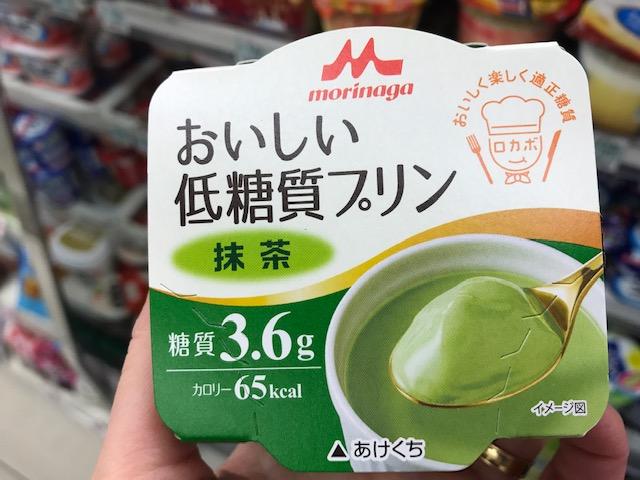 morinaga
おいしく楽しく適正糖質
ロカボ
おいしい
低糖質プリン
抹茶
糖質3.6g
カロリー65kcal
イメージ図
△あけくち